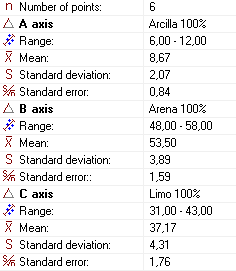 n Number of points: 6
A axis Arcilla 100%
Range: 6,00 - 12,00
X̅ Mean: 8,67
S Standard deviation: 2,07
S/√n Standard error: 0,84
B axis Arena 100%
Range: 48,00 - 58,00
X̅ Mean: 53,50
S Standard deviation: 3,89
S/√n Standard error:: 1,59
C axis Limo 100%
Range: 31,00 - 43,00
X̅ Mean: 37,17
S Standard deviation: 4,31
S/√n Standard error: 1,76